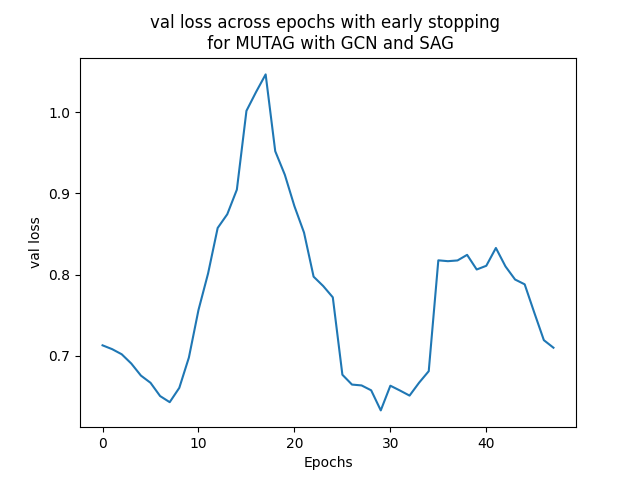 val loss across epochs with early stopping
for MUTAG with GCN and SAG
1.0
0.9
0.8
0.7
val loss
0
10
20
30
40
Epochs